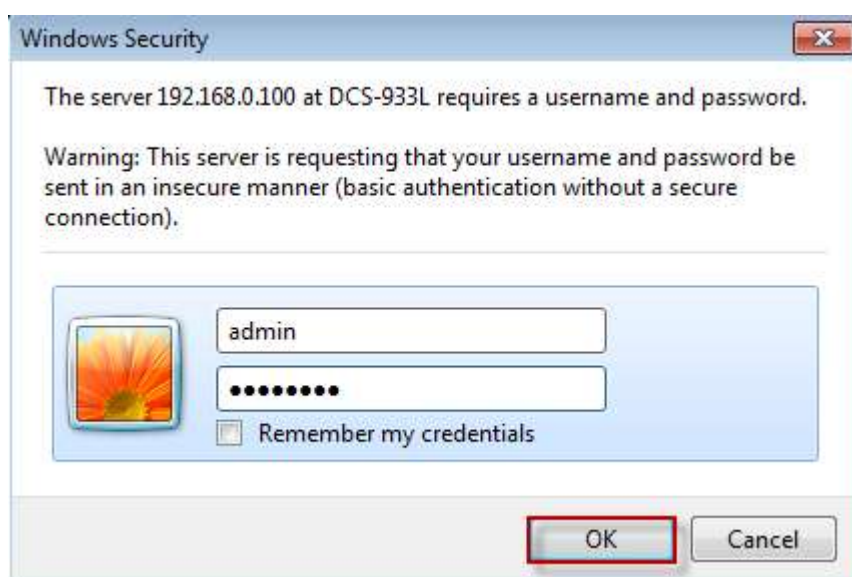 Windows Security
The server 192.168.0.100 at DCS-933L requires a username and password.
Warning: This server is requesting that your username and password be
sent in an insecure manner (basic authentication without a secure
connection).
admin
●●●●●●●●
Remember my credentials
OK
Cancel